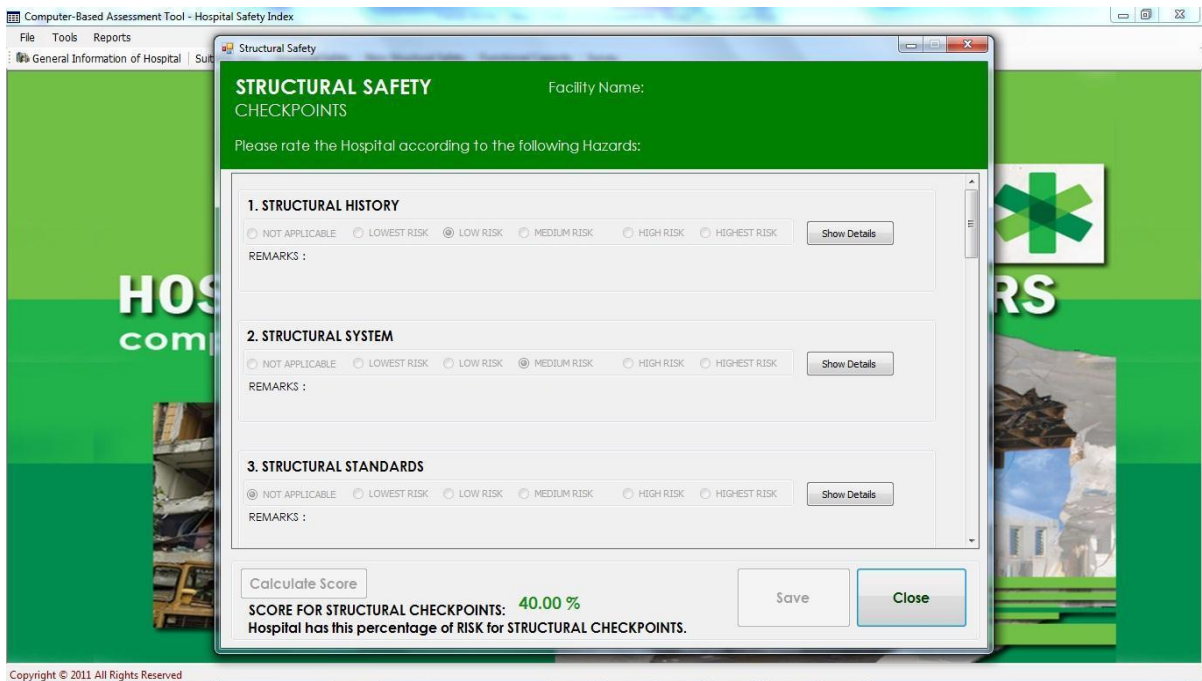 Computer-Based Assessment Tool - Hospital Safety Index
File Tools Reports
General Information of Hospital
Structural Safety
STRUCTURAL SAFETY
Facility Name:
CHECKPOINTS
Please rate the Hospital according to the following Hazards:
1. STRUCTURAL HISTORY
NOT APPLICABLE LOWEST RISK LOW RISK MEDIUM RISK HIGH RISK HIGHEST RISK Show Details
REMARKS :
2. STRUCTURAL SYSTEM
NOT APPLICABLE LOWEST RISK LOW RISK MEDIUM RISK HIGH RISK HIGHEST RISK Show Details
REMARKS :
3. STRUCTURAL STANDARDS
NOT APPLICABLE LOWEST RISK LOW RISK MEDIUM RISK HIGH RISK HIGHEST RISK Show Details
REMARKS :
Calculate Score
SCORE FOR STRUCTURAL CHECKPOINTS: 40.00 %
Hospital has this percentage of RISK for STRUCTURAL CHECKPOINTS.
Save Close
HOS RS
com
Copyright © 2011 All Rights Reserved